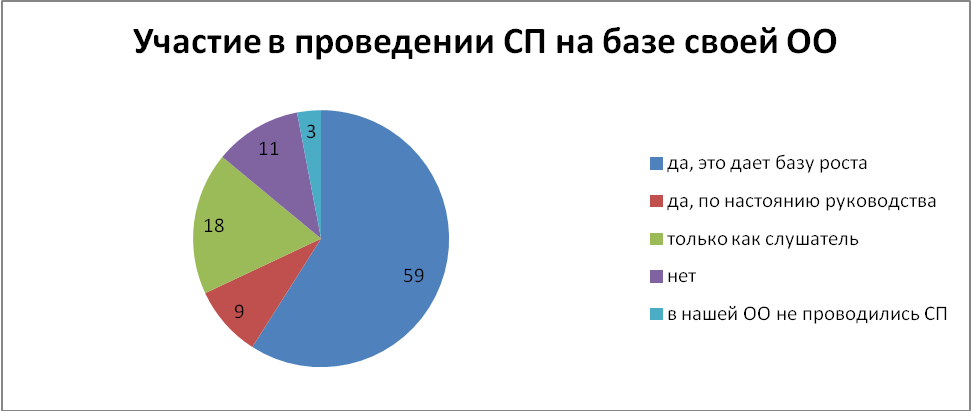 Участие в проведении СП на базе своей ОО
3
11
18
59
9
да, это дает базу роста
да, по настоянию руководства
только как слушатель
нет
в нашей ОО не проводились СП